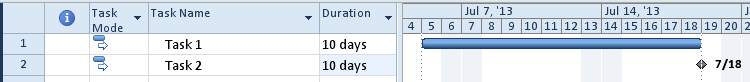 Task Mode Task Name Duration Jul 7, '13 Jul 14, '13
4 5 6 7 8 9 10 11 12 13 14 15 16 17 18 19 20
1 Task 1 10 days
2 Task 2 10 days 7/18